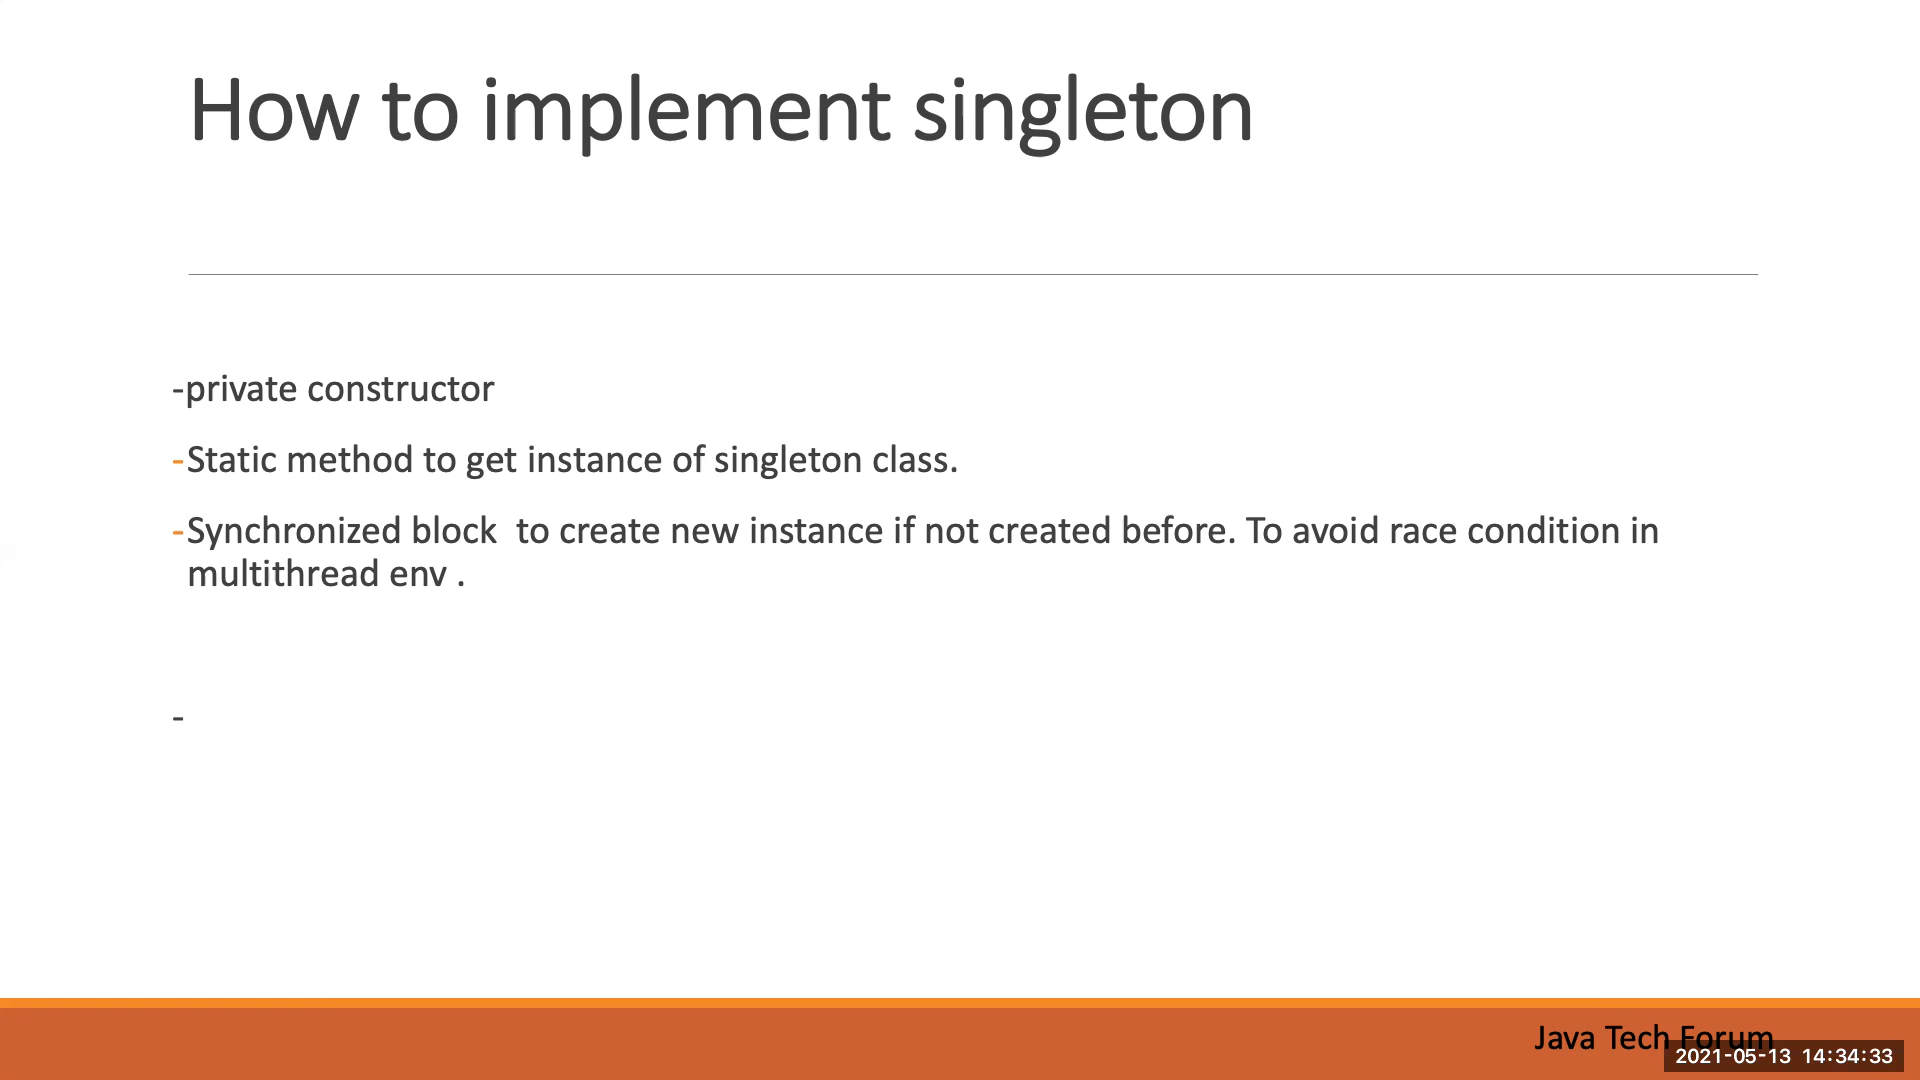 How to implement singleton
-private constructor
-Static method to get instance of singleton class.
-Synchronized block  to create new instance if not created before. To avoid race condition in
multithread env .
-
Java Tech Forum
2021-05-13 14:34:33